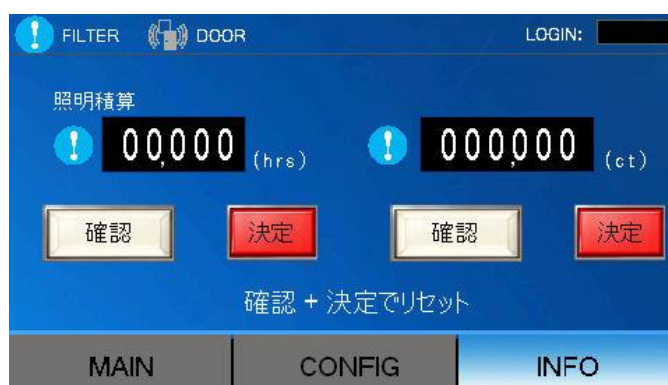 FILTER DOOR LOGIN:
照明積算
00,000 (hrs) 000,000 (ct)
確認 決定 確認 決定
確認 + 決定でリセット
MAIN CONFIG INFO